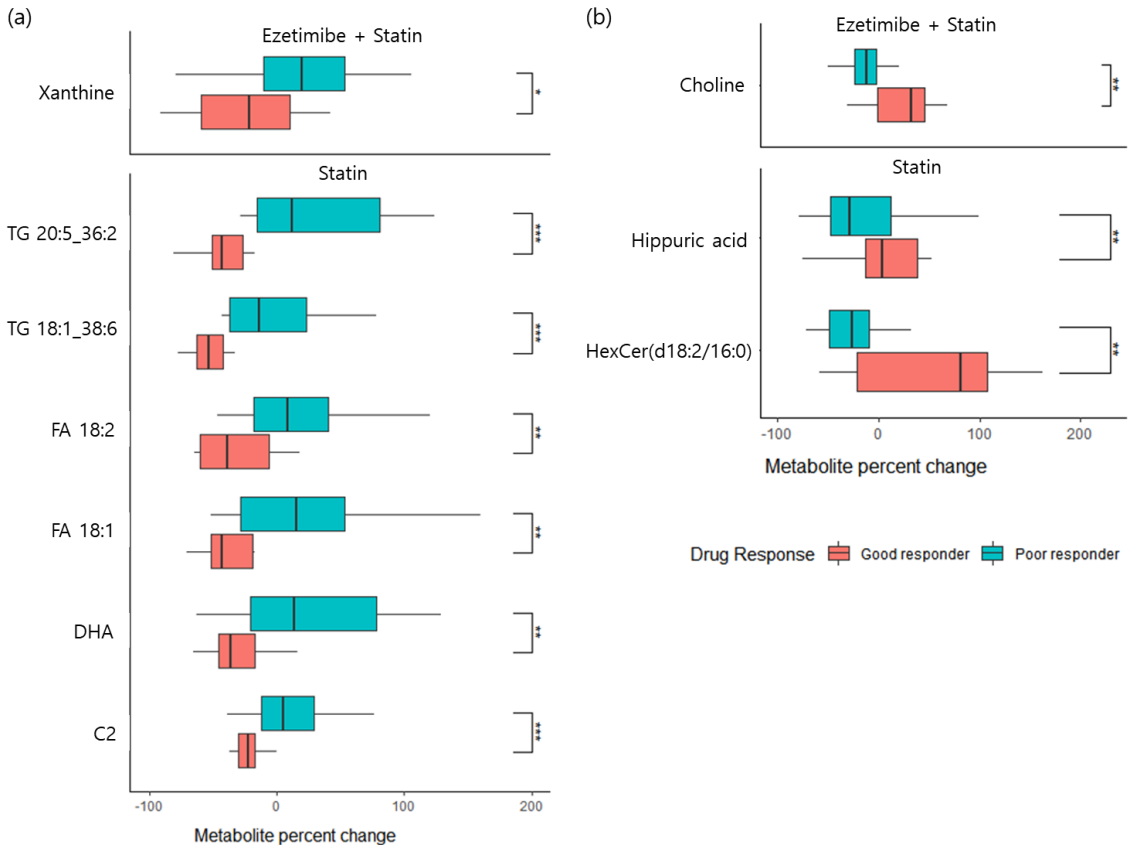 (a)
Ezetimibe + Statin
Xanthine
*
Statin
TG 20:5_36:2
***
TG 18:1_38:6
***
FA 18:2
**
FA 18:1
**
DHA
**
C2
***
-100 0 100 200
Metabolite percent change
(b)
Ezetimibe + Statin
Choline
**
Statin
Hippuric acid
**
HexCer(d18:2/16:0)
**
-100 0 100 200
Metabolite percent change
Drug Response Good responder Poor responder